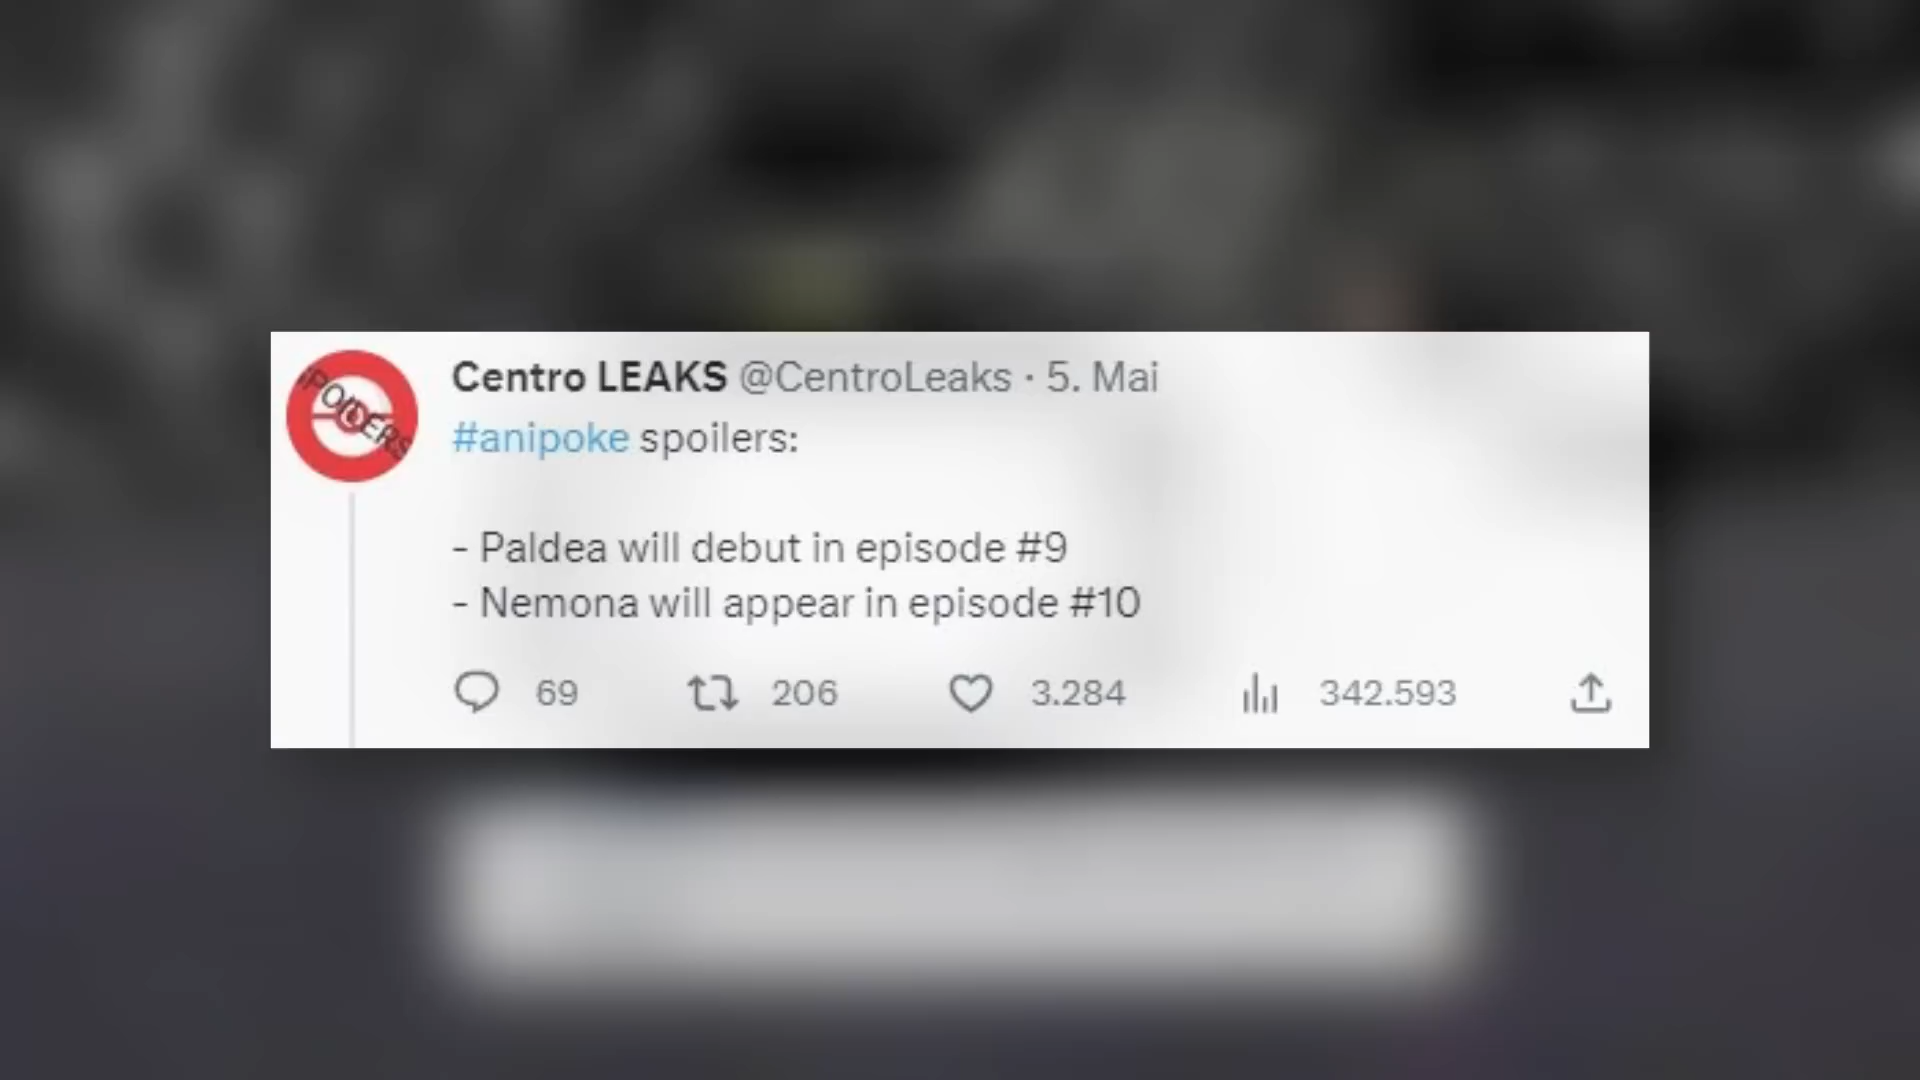 SPOILERS
Centro LEAKS @CentroLeaks · 5. Mai
#anipoke spoilers:
- Paldea will debut in episode #9
- Nemona will appear in episode #10
69 206 3.284 342.593